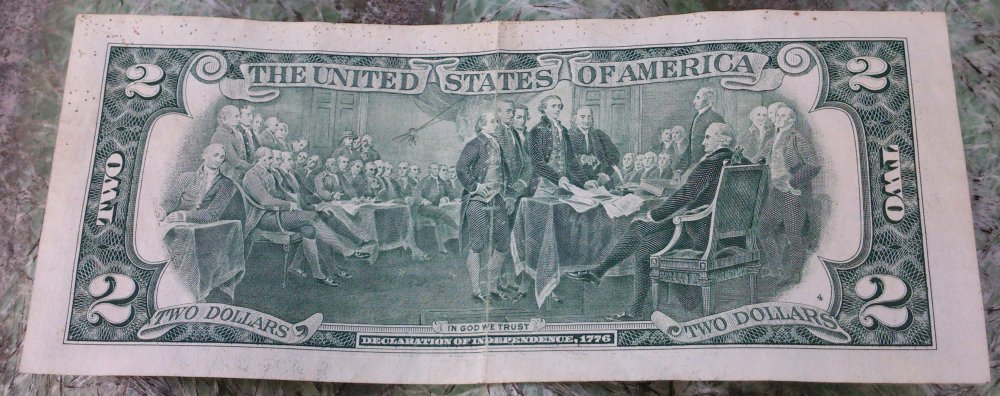 2
THE UNITED STATES OF AMERICA
2
TWO
TWO
2
TWO DOLLARS
IN GOD WE TRUST
TWO DOLLARS
2
4
DECLARATION OF INDEPENDENCE, 1776